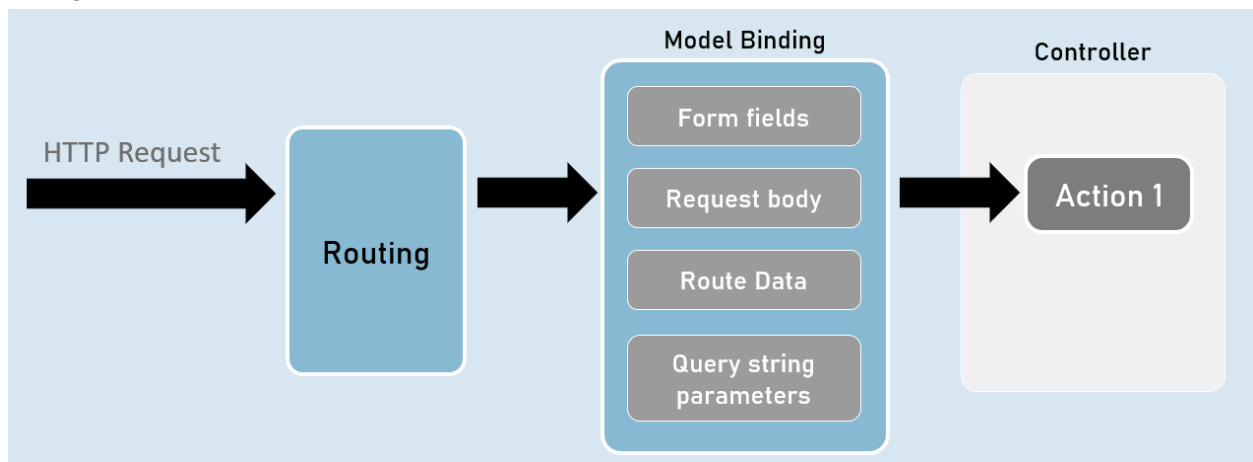 Model Binding
Controller
HTTP Request
Routing
Form fields
Request body
Route Data
Query string
parameters
Action 1